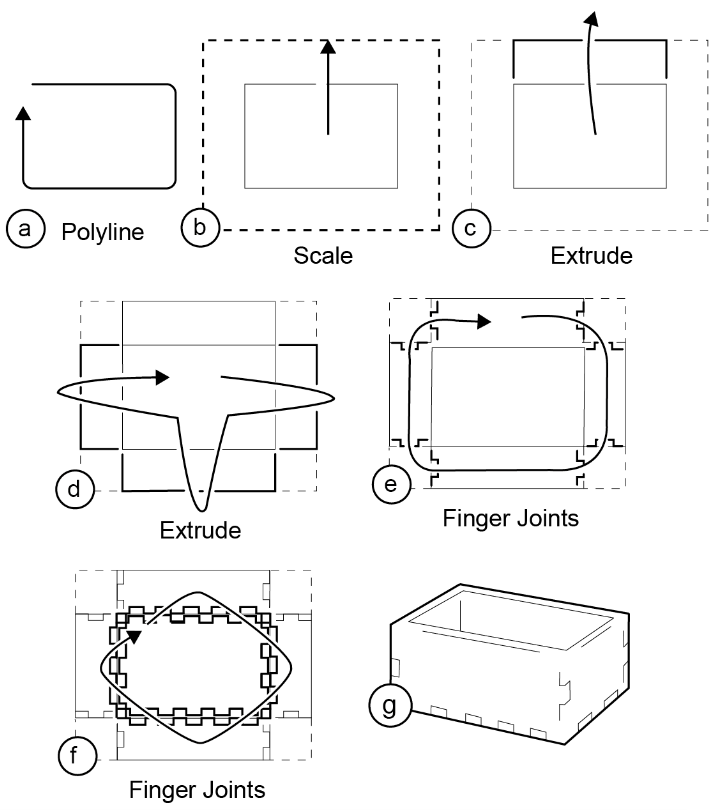 a Polyline
b
Scale
c
Extrude
d
Extrude
e
Finger Joints
f
Finger Joints
g